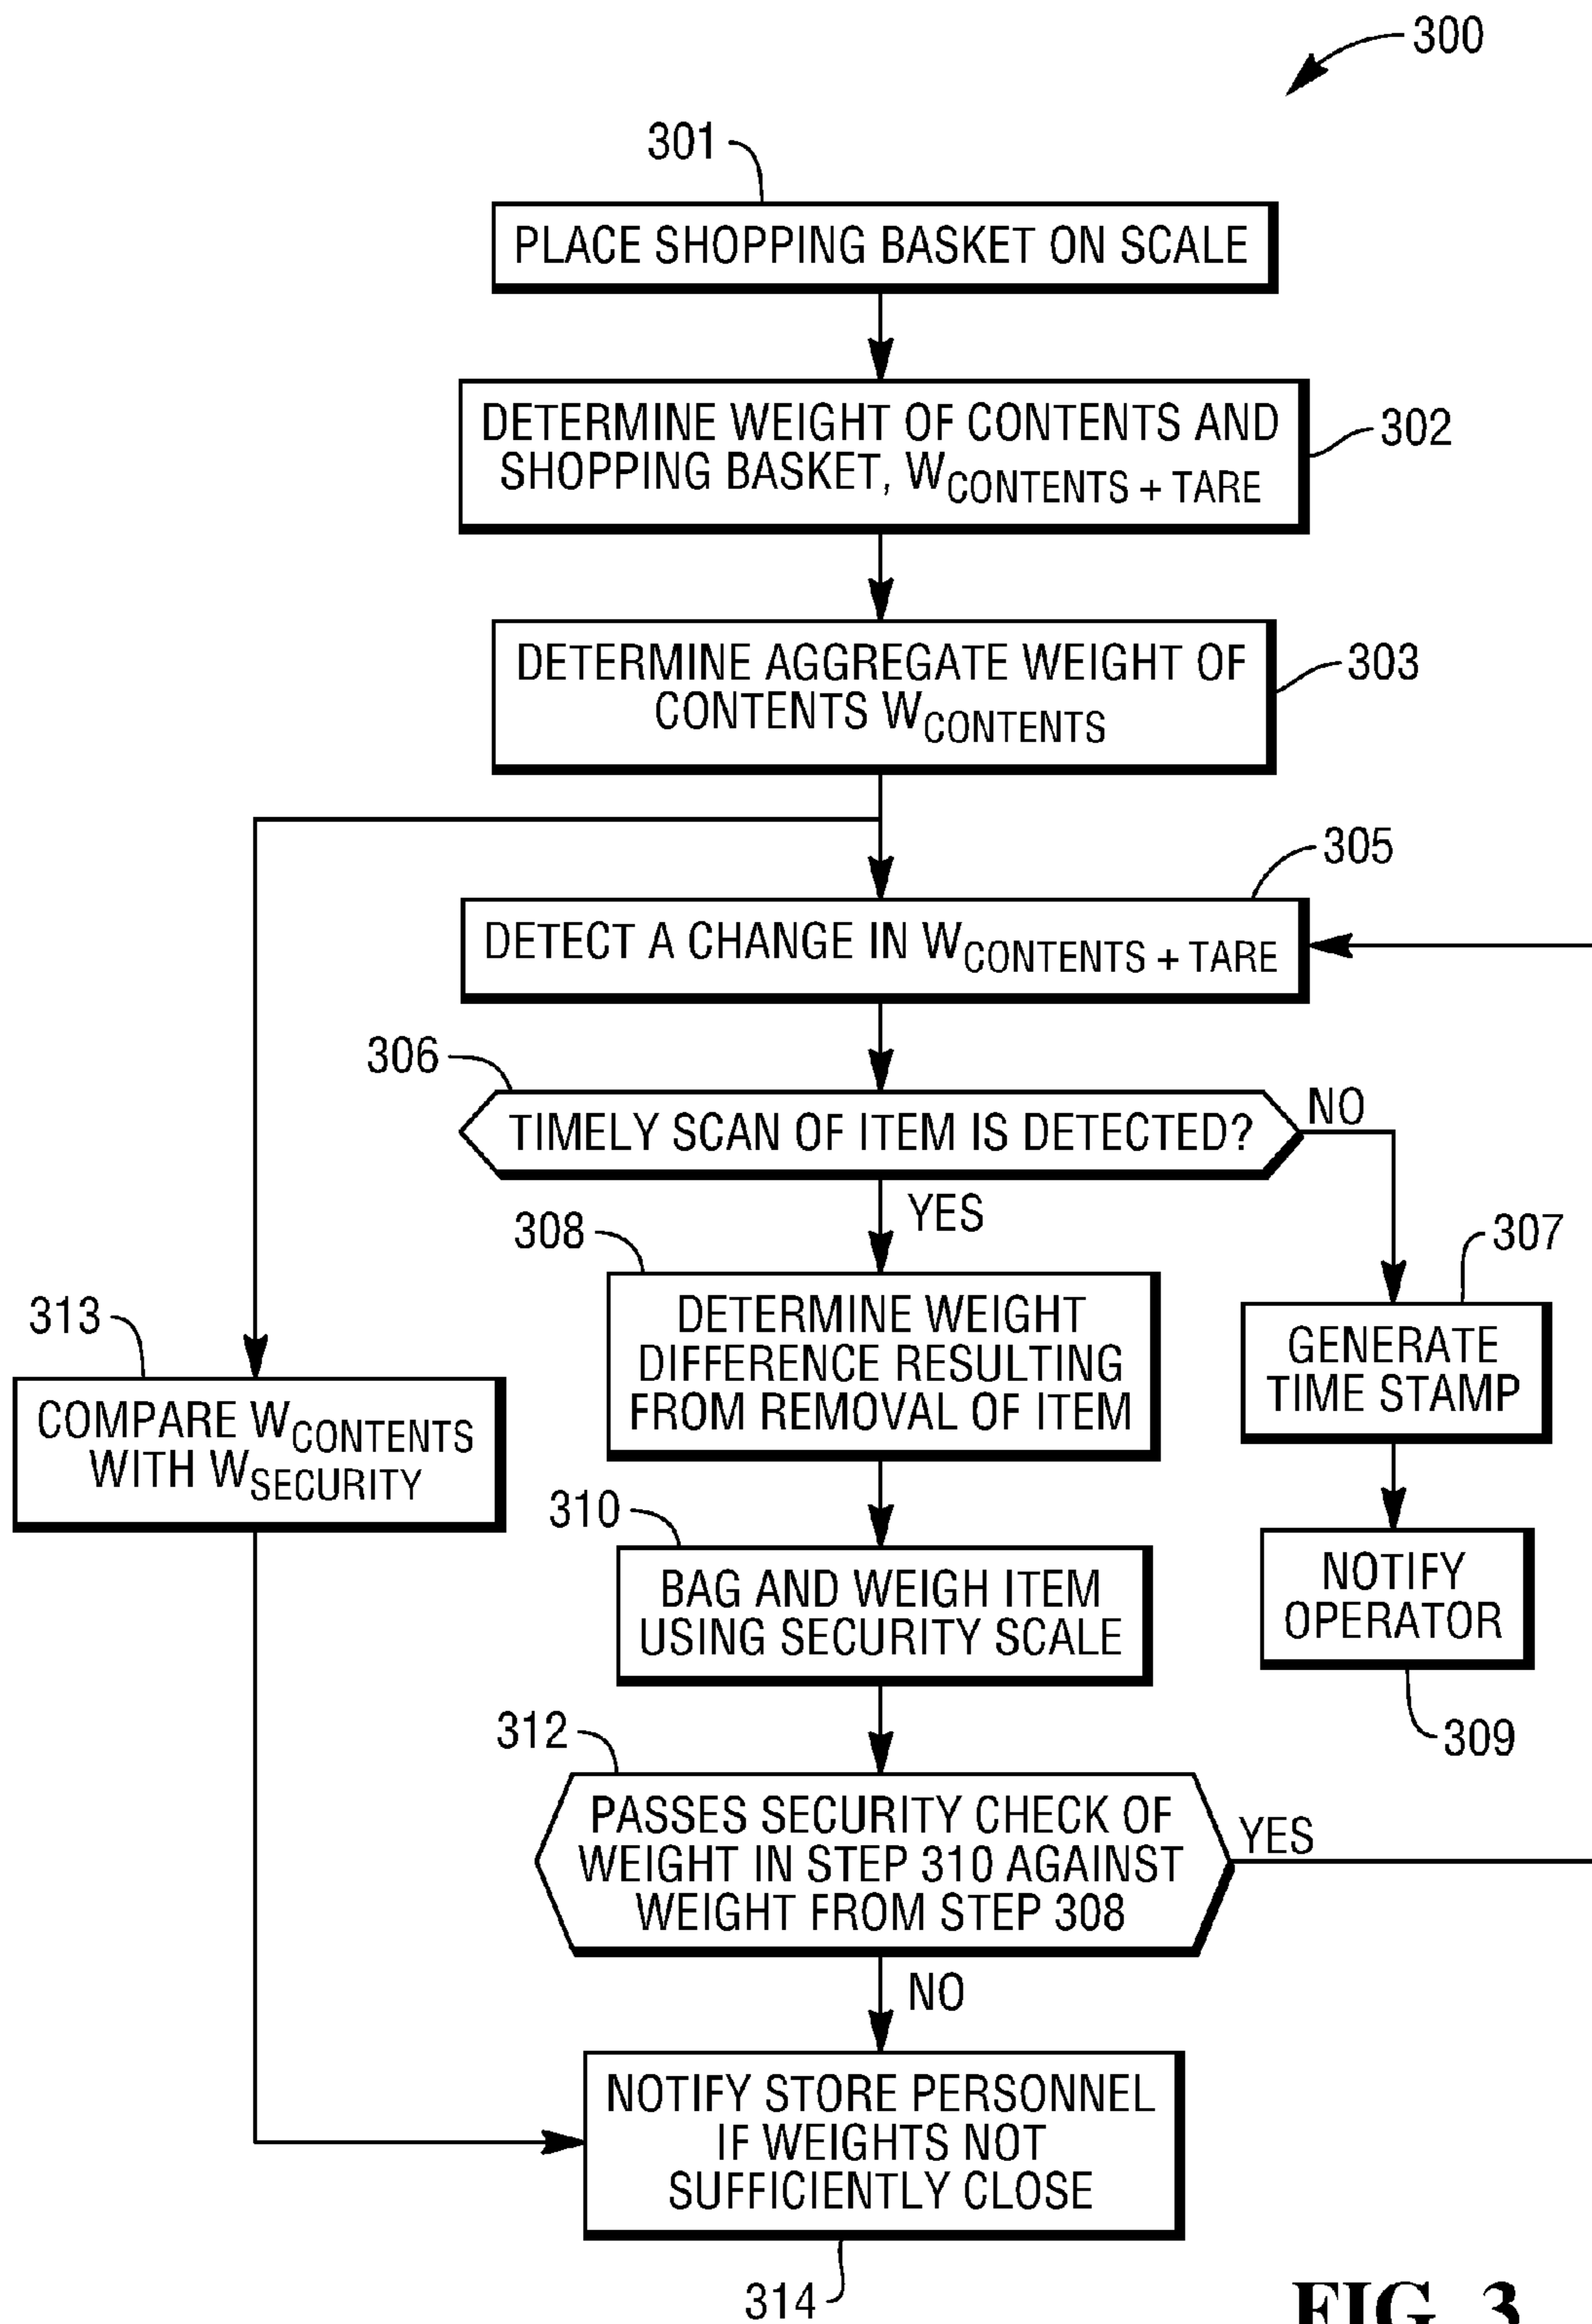 300
301
PLACE SHOPPING BASKET ON SCALE
DETERMINE WEIGHT OF CONTENTS AND
SHOPPING BASKET, WCONTENTS + TARE
302
DETERMINE AGGREGATE WEIGHT OF
CONTENTS WCONTENTS
303
305
DETECT A CHANGE IN WCONTENTS + TARE
306
TIMELY SCAN OF ITEM IS DETECTED?
NO
YES
308
DETERMINE WEIGHT
DIFFERENCE RESULTING
FROM REMOVAL OF ITEM
307
GENERATE
TIME STAMP
313
COMPARE WCONTENTS
WITH WSECURITY
310
BAG AND WEIGH ITEM
USING SECURITY SCALE
NOTIFY
OPERATOR
309
312
PASSES SECURITY CHECK OF
WEIGHT IN STEP 310 AGAINST
WEIGHT FROM STEP 308
YES
NO
NOTIFY STORE PERSONNEL
IF WEIGHTS NOT
SUFFICIENTLY CLOSE
314
FIG. 3